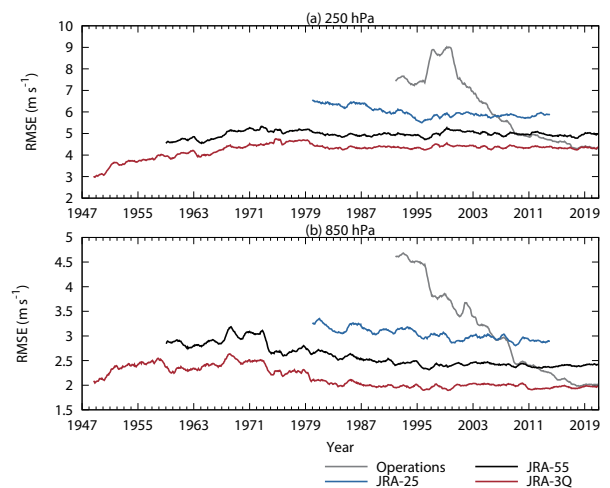 (a) 250 hPa
RMSE (m s⁻¹)
10
9
8
7
6
5
4
3
2
1947 1955 1963 1971 1979 1987 1995 2003 2011 2019
(b) 850 hPa
RMSE (m s⁻¹)
5
4.5
3.5
3
2.5
2
1.5
1947 1955 1963 1971 1979 1987 1995 2003 2011 2019
Year
Operations JRA-55
JRA-25 JRA-3Q